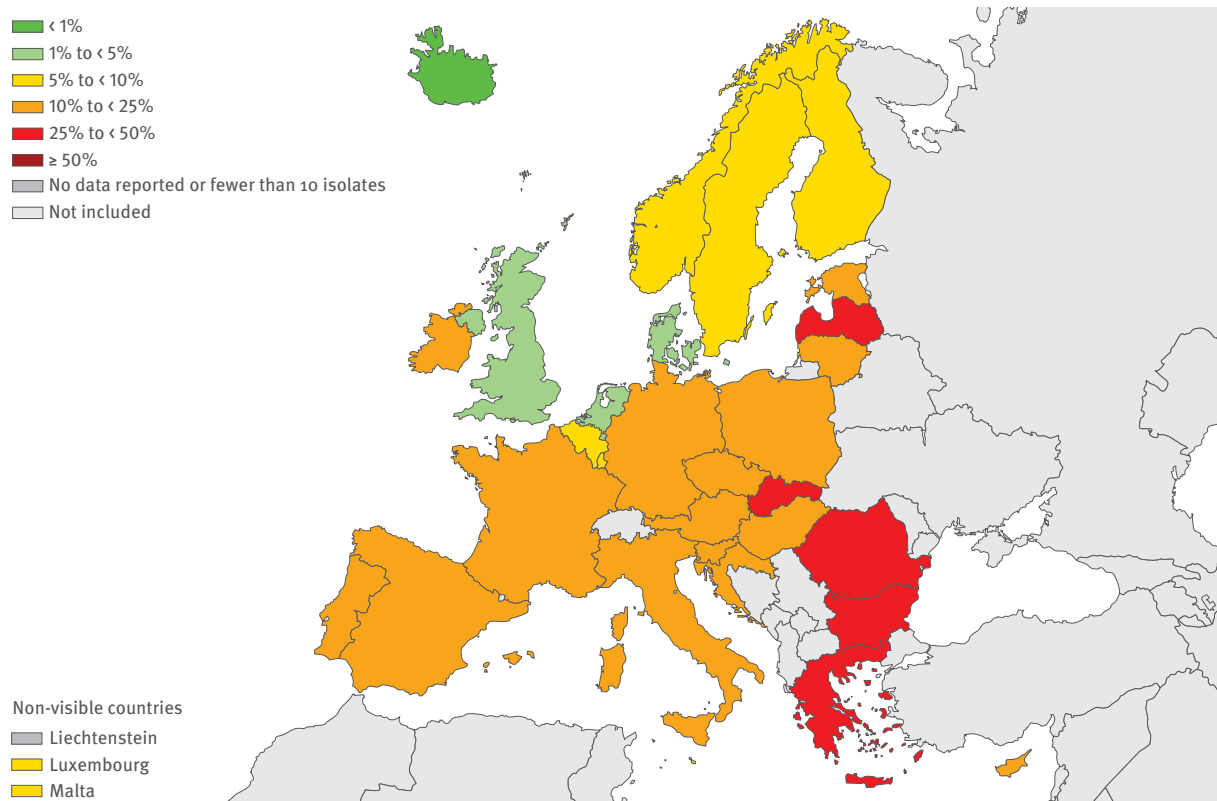 < 1%
1% to < 5%
5% to < 10%
10% to < 25%
25% to < 50%
≥ 50%
No data reported or fewer than 10 isolates
Not included
Non-visible countries
Liechtenstein
Luxembourg
Malta